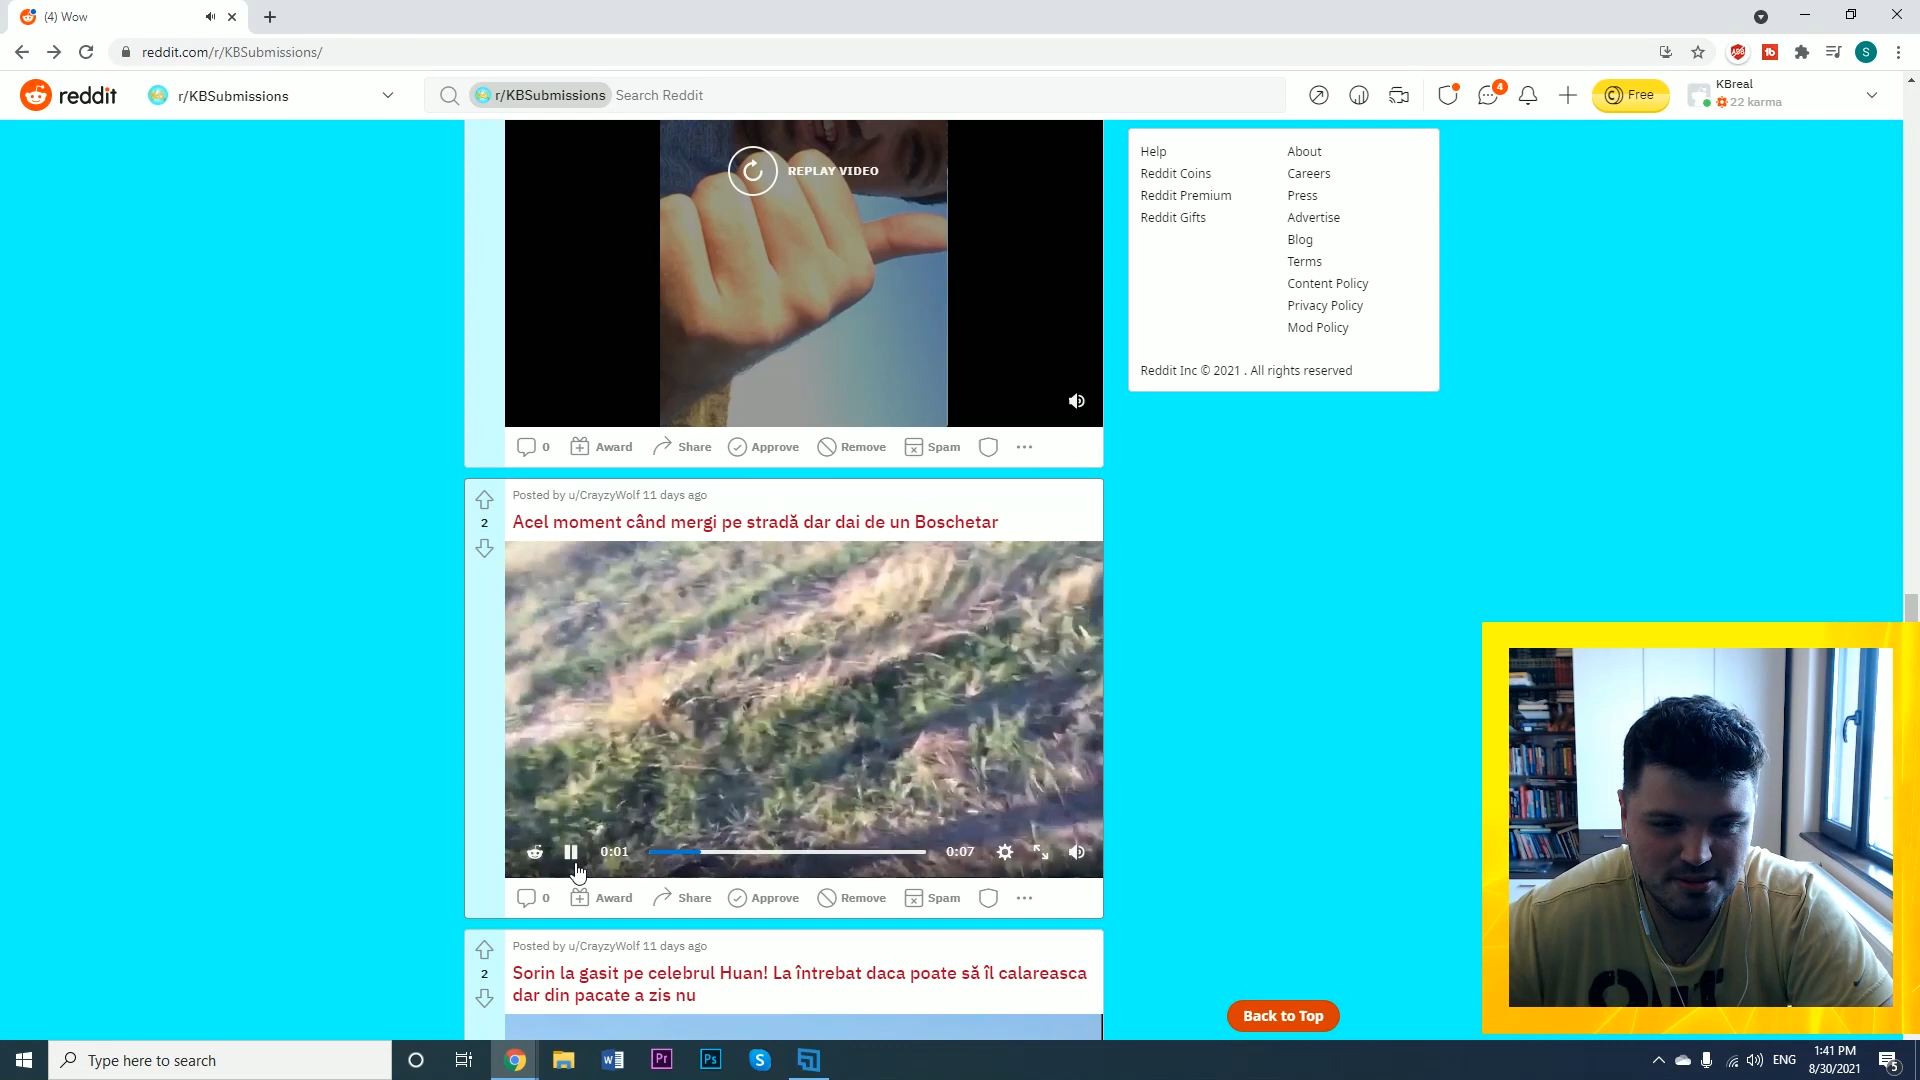 (4) Wow
reddit.com/r/KBSubmissions/
S
reddit
r/KBSubmissions
r/KBSubmissions Search Reddit
4
Free
KBreal
22 karma
REPLAY VIDEO
0 Award Share Approve Remove Spam
Posted by u/CrayzyWolf 11 days ago
2
Acel moment când mergi pe stradă dar dai de un Boschetar
0:01
0:07
0 Award Share Approve Remove Spam
Posted by u/CrayzyWolf 11 days ago
2
Sorin la gasit pe celebrul Huan! La întrebat daca poate să îl calareasca
dar din pacate a zis nu
Help
Reddit Coins
Reddit Premium
Reddit Gifts
About
Careers
Press
Advertise
Blog
Terms
Content Policy
Privacy Policy
Mod Policy
Reddit Inc © 2021 . All rights reserved
Back to Top
Type here to search
Pr
Ps
ENG
1:41 PM
8/30/2021
5